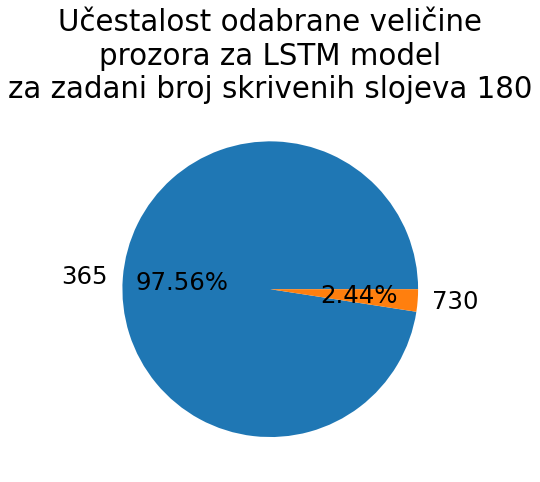 Učestalost odabrane veličine
prozora za LSTM model
za zadani broj skrivenih slojeva 180
365
97.56%
2.44%
730